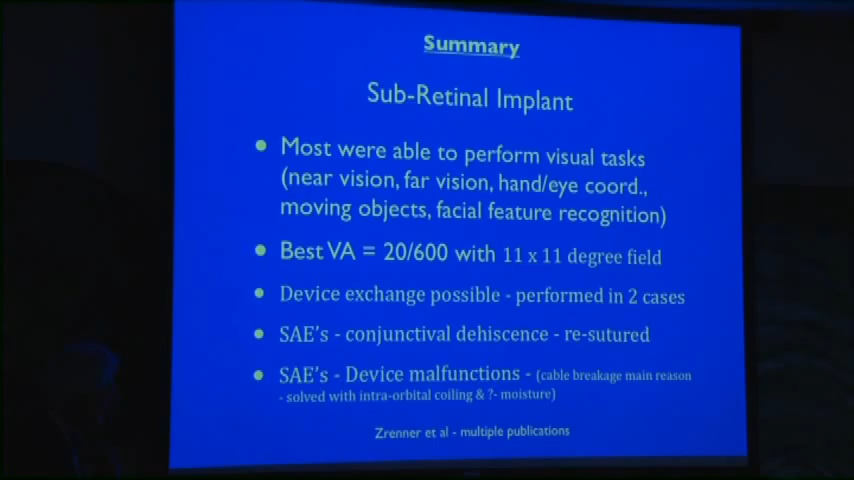 Summary
Sub-Retinal Implant
• Most were able to perform visual tasks
(near vision, far vision, hand/eye coord.,
moving objects, facial feature recognition)
• Best VA = 20/600 with 11 x 11 degree field
• Device exchange possible - performed in 2 cases
• SAE's - conjunctival dehiscence - re-sutured
• SAE's - Device malfunctions - (cable breakage main reason
- solved with intra-orbital coiling & ?- moisture)
Zrenner et al - multiple publications